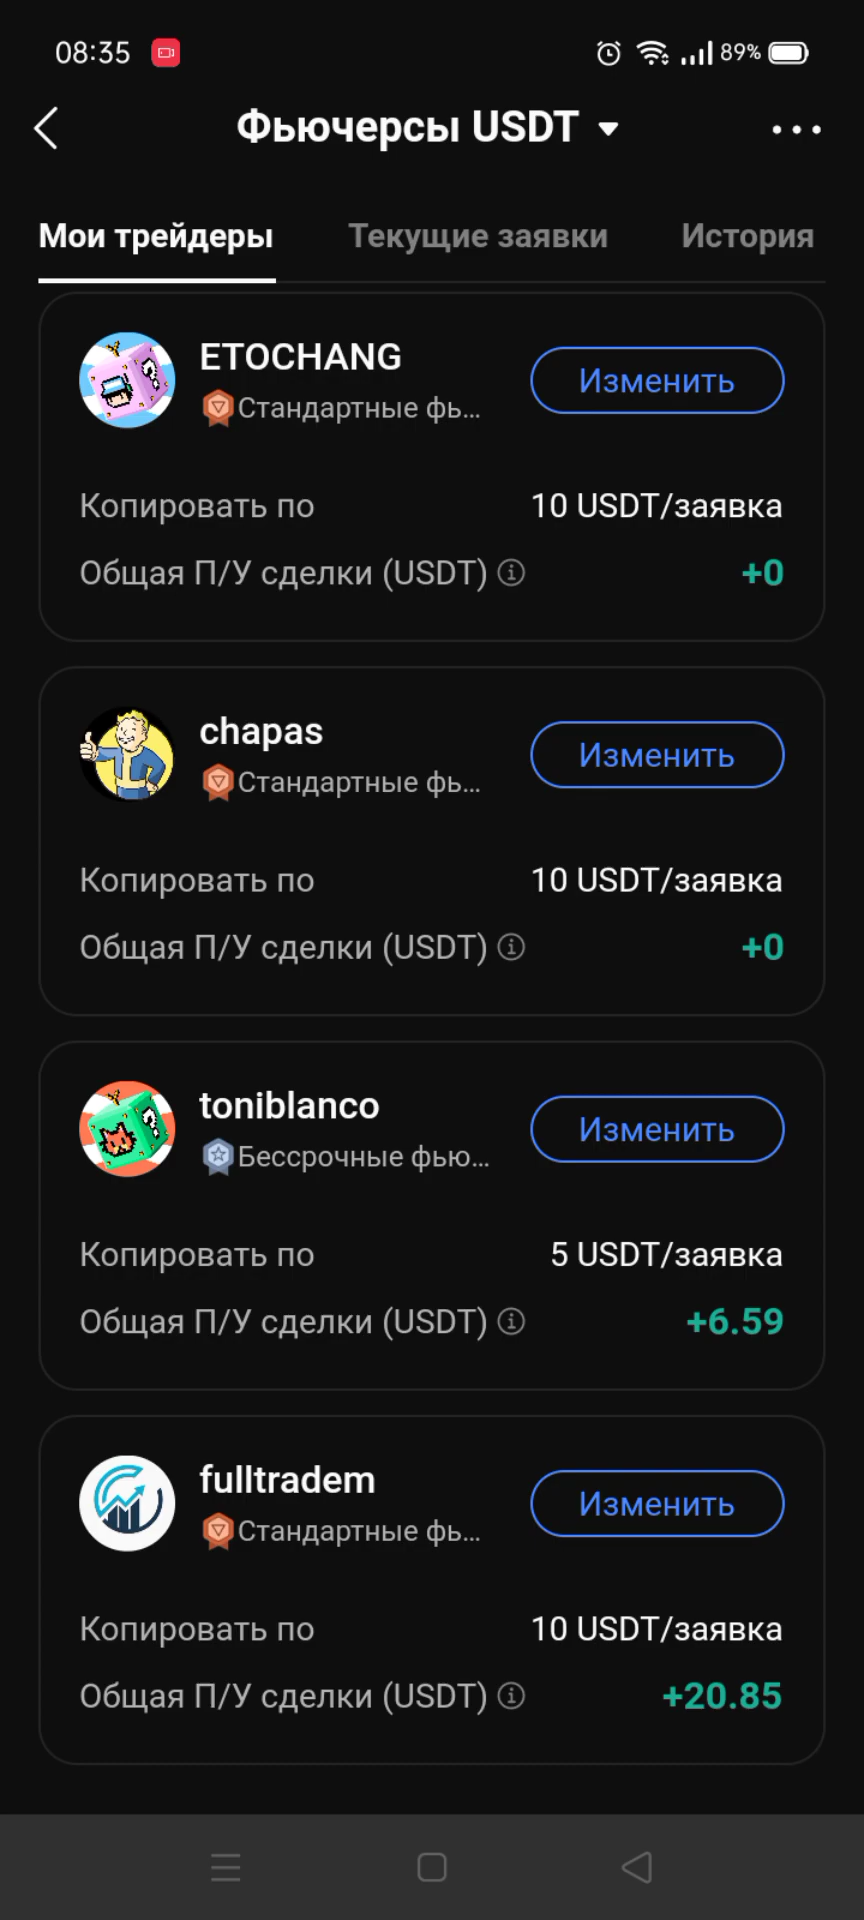 08:35
89%
Фьючерсы USDT
Мои трейдеры Текущие заявки История
ETOCHANG
Изменить
Стандартные фь...
Копировать по 10 USDT/заявка
Общая П/У сделки (USDT) +0
chapas
Изменить
Стандартные фь...
Копировать по 10 USDT/заявка
Общая П/У сделки (USDT) +0
toniblanco
Изменить
Бессрочные фью...
Копировать по 5 USDT/заявка
Общая П/У сделки (USDT) +6.59
fulltradem
Изменить
Стандартные фь...
Копировать по 10 USDT/заявка
Общая П/У сделки (USDT) +20.85